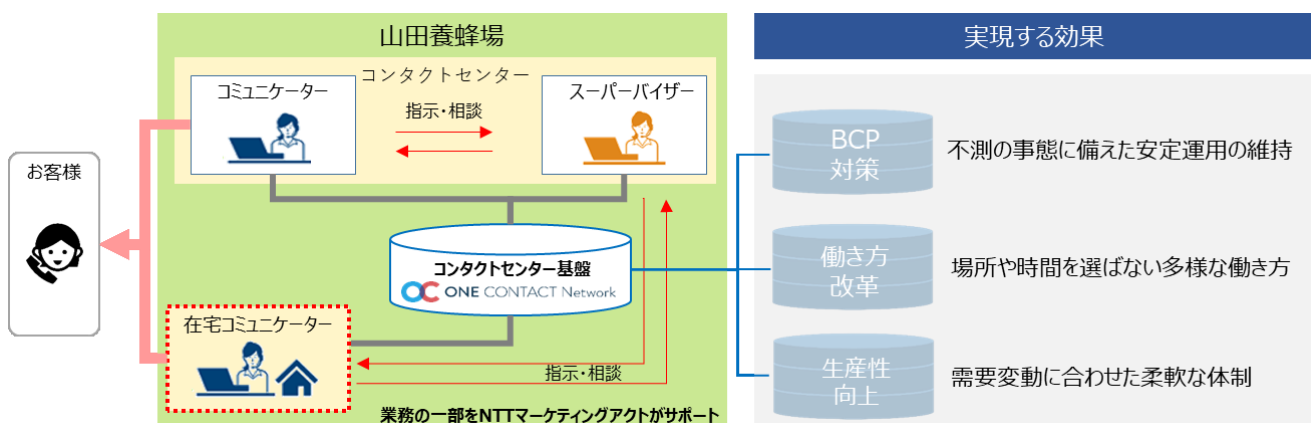 山田養蜂場
コンタクトセンター
コミュニケーター
指示・相談
スーパーバイザー
お客様
コンタクトセンター基盤
OC ONE CONTACT Network
在宅コミュニケーター
指示・相談
業務の一部をNTTマーケティングアクトがサポート
実現する効果
BCP
対策
不測の事態に備えた安定運用の維持
働き方
改革
場所や時間を選ばない多様な働き方
生産性
向上
需要変動に合わせた柔軟な体制